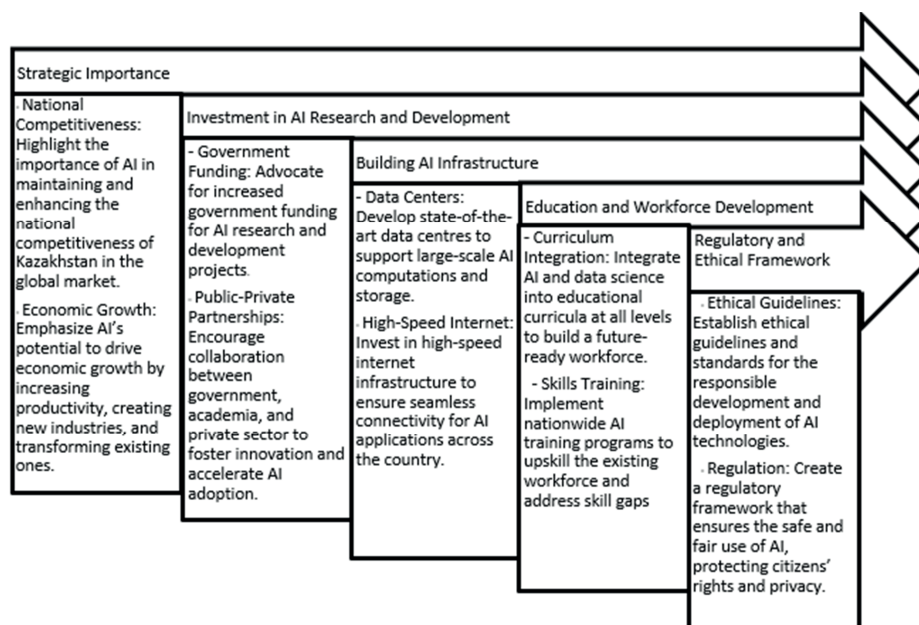 Strategic Importance
- National
Competitiveness:
Highlight the
importance of AI in
maintaining and
enhancing the
national
competitiveness of
Kazakhstan in the
global market.
- Economic Growth:
Emphasize AI's
potential to drive
economic growth by
increasing
productivity, creating
new industries, and
transforming existing
ones.
Investment in AI Research and Development
- Government
Funding: Advocate
for increased
government funding
for AI research and
development
projects.
- Public-Private
Partnerships:
Encourage
collaboration
between
government,
academia, and
private sector to
foster innovation and
accelerate AI
adoption.
Building AI Infrastructure
- Data Centers:
Develop state-of-the-
art data centres to
support large-scale AI
computations and
storage.
- High-Speed Internet:
Invest in high-speed
internet
infrastructure to
ensure seamless
connectivity for AI
applications across
the country.
Education and Workforce Development
- Curriculum
Integration: Integrate
AI and data science
into educational
curricula at all levels
to build a future-
ready workforce.
- Skills Training:
Implement
nationwide AI
training programs to
upskill the existing
workforce and
address skill gaps
Regulatory and
Ethical Framework
- Ethical Guidelines:
Establish ethical
guidelines and
standards for the
responsible
development and
deployment of AI
technologies.
- Regulation: Create
a regulatory
framework that
ensures the safe and
fair use of AI,
protecting citizens'
rights and privacy.